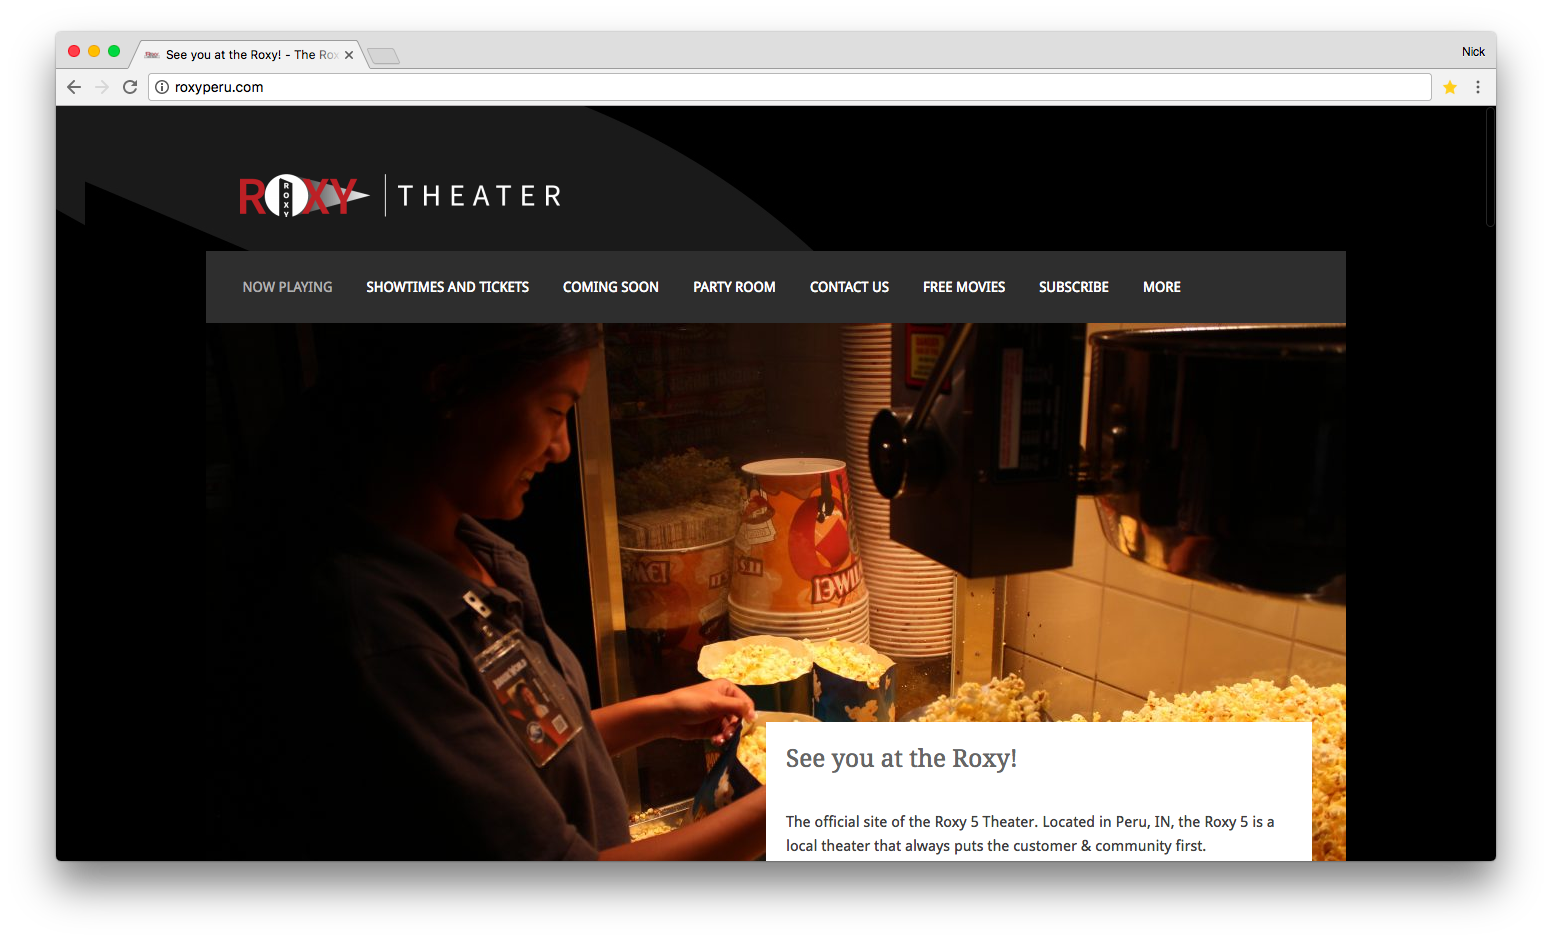 See you at the Roxy! - The Rox
Nick
roxyperu.com
ROXY
ROXY
THEATER
NOW PLAYING SHOWTIMES AND TICKETS COMING SOON PARTY ROOM CONTACT US FREE MOVIES SUBSCRIBE MORE
See you at the Roxy!
The official site of the Roxy 5 Theater. Located in Peru, IN, the Roxy 5 is a
local theater that always puts the customer & community first.